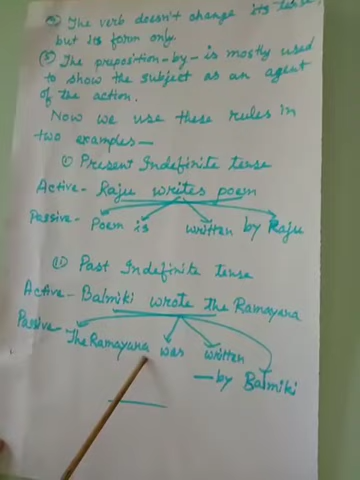 ② The verb doesn't change its tense,
but its form only.
③ The preposition-by-is mostly used
to show the subject as an agent
of the action.
Now we use these rules in
two examples—
① Present Indefinite tense
Active- Raju writes poem
Passive- Poem is written by Raju
② Past Indefinite tense
Active- Balmiki wrote the Ramayana
Passive- The Ramayana was written
—by Balmiki